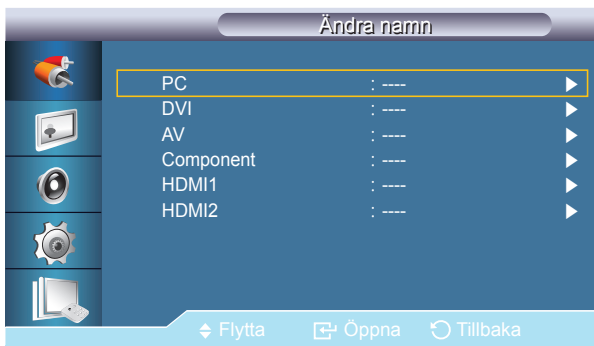 Ändra namn
PC : ----
DVI : ----
AV : ----
Component : ----
HDMI1 : ----
HDMI2 : ----
Flytta Öppna Tillbaka